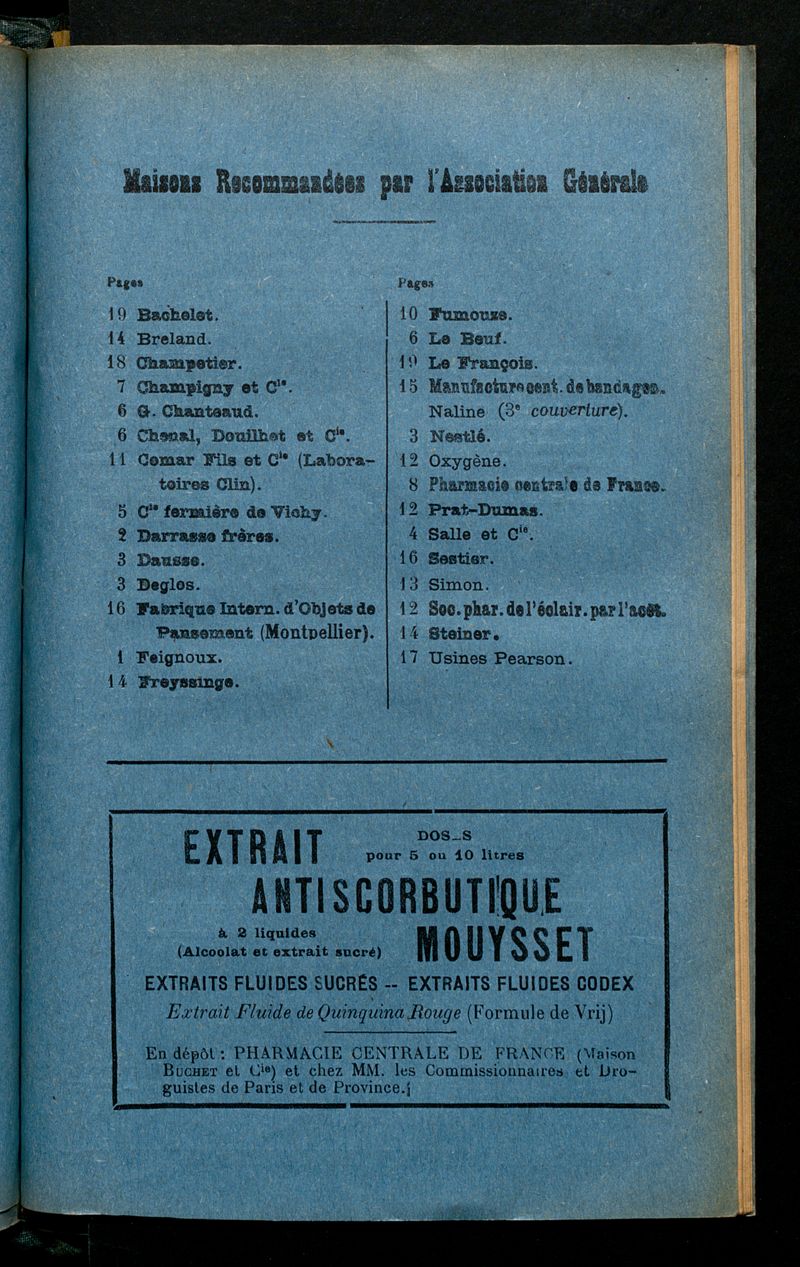 Maisons Recommandées par l'Association Générale
Pages
19 Bachelet.
14 Breland.
18 Champetier.
7 Champigny et Cie.
6 G. Chanteaud.
6 Chenal, Douilhet et Cie.
11 Comar Fils et Cie (Labora-
toires Clin).
5 Cie fermière de Vichy.
2 Darrasse frères.
3 Dausse.
3 Deglos.
16 Fabrique Intern. d'Objets de
Pansement (Montpellier).
1 Feignoux.
14 Freyssinge.
Pages
10 Fumouze.
6 Le Beuf.
19 Le François.
15 Manufacture cent. de bandages.
Naline (3e couverture).
3 Nestlé.
12 Oxygène.
8 Pharmacie centrale de France.
12 Prat-Dumas.
4 Salle et Cie.
16 Sestier.
13 Simon.
12 Soc. phar. de l'éclair. par l'acét.
14 Steiner.
17 Usines Pearson.
EXTRAIT
DOS_S
pour 5 ou 10 litres
ANTISCORBUTIQUE
à 2 liquides
(Alcoolat et extrait sucré)
MOUYSSET
EXTRAITS FLUIDES SUCRÉS -- EXTRAITS FLUIDES CODEX
Extrait Fluide de Quinquina Rouge (Formule de Vrij)
En dépôt : PHARMACIE CENTRALE DE FRANCE (Maison
BUCHET et Cie) et chez MM. les Commissionnaires et Dro-
guistes de Paris et de Province.